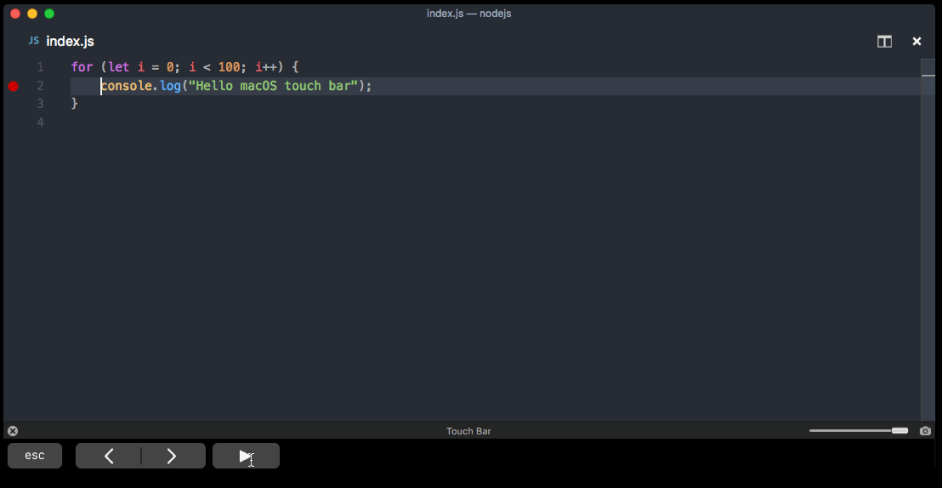 index.js — nodejs
JS index.js
1 for (let i = 0; i < 100; i++) {
2 console.log("Hello macOS touch bar");
3 }
4
Touch Bar
esc